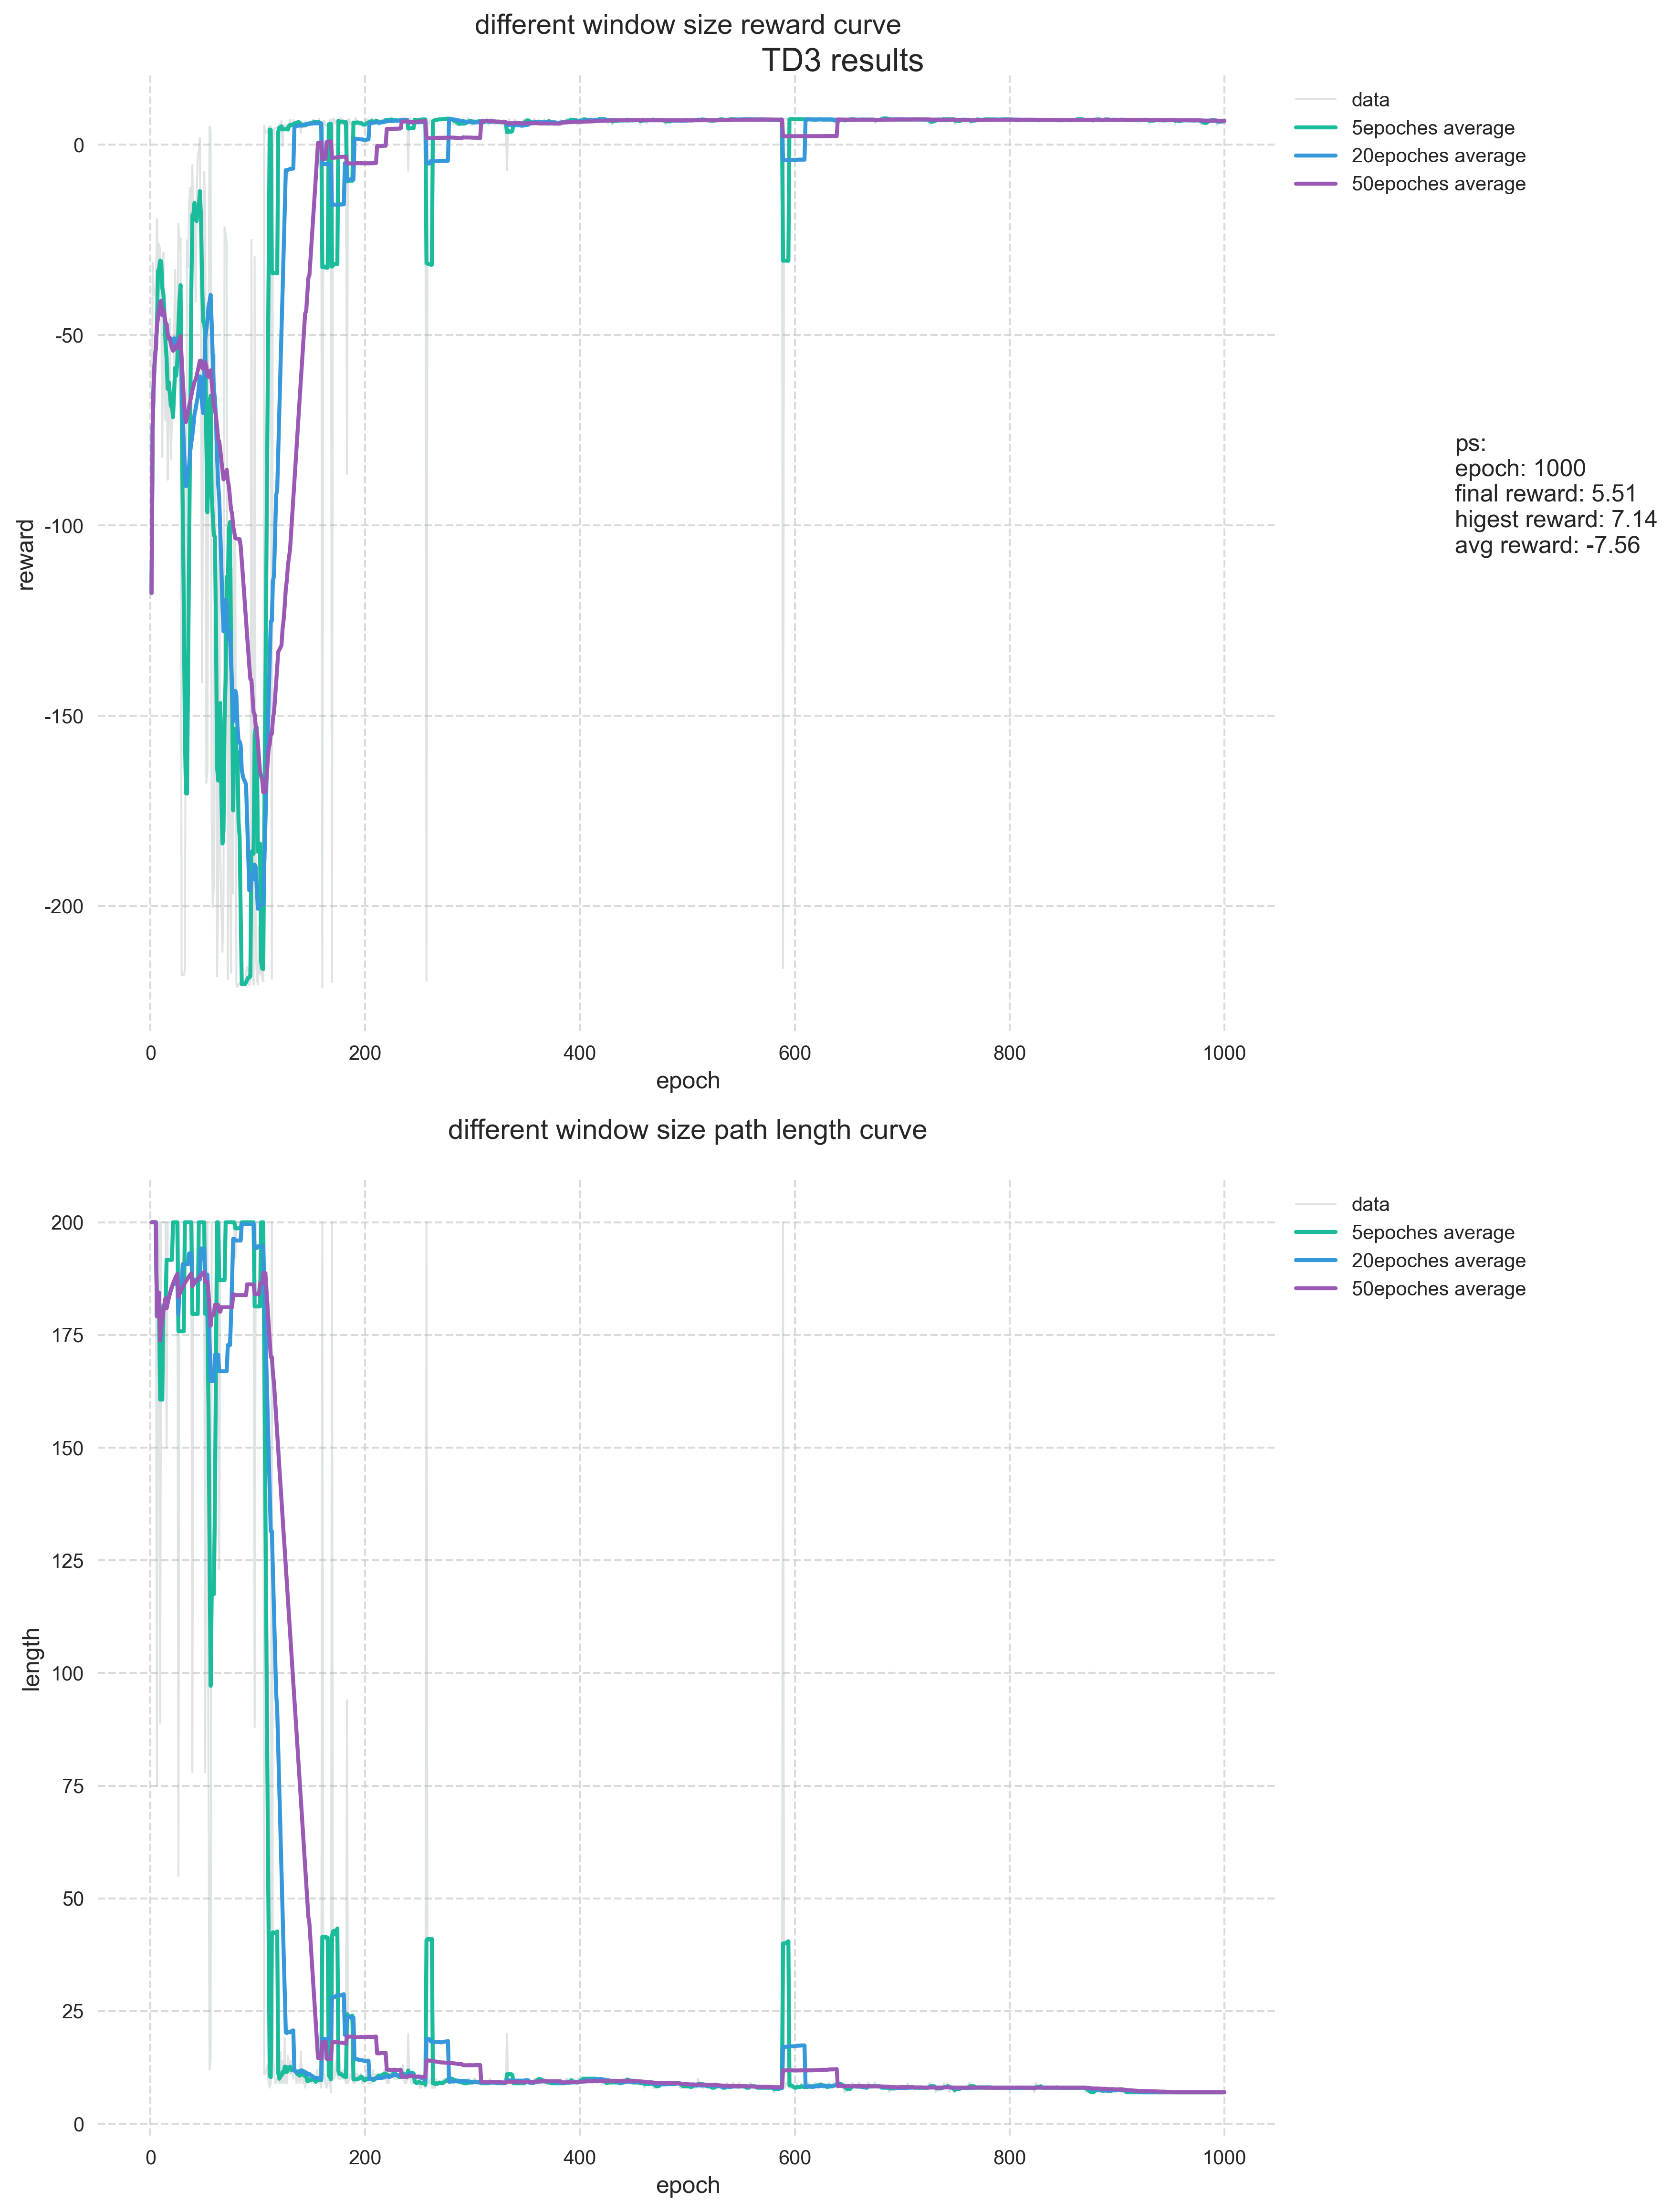 different window size reward curve
TD3 results
data
5epoches average
20epoches average
50epoches average
0
-50
-100
-150
-200
reward
ps:
epoch: 1000
final reward: 5.51
higest reward: 7.14
avg reward: -7.56
0 200 400 600 800 1000
epoch
different window size path length curve
data
5epoches average
20epoches average
50epoches average
200
175
150
125
100
75
50
25
0
length
0 200 400 600 800 1000
epoch